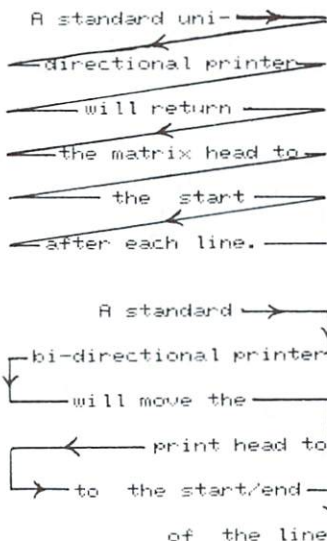 A standard uni-
directional printer
will return
the matrix head to
the start
after each line.
A standard
bi-directional printer
will move the
print head to
to the start/end
of the line